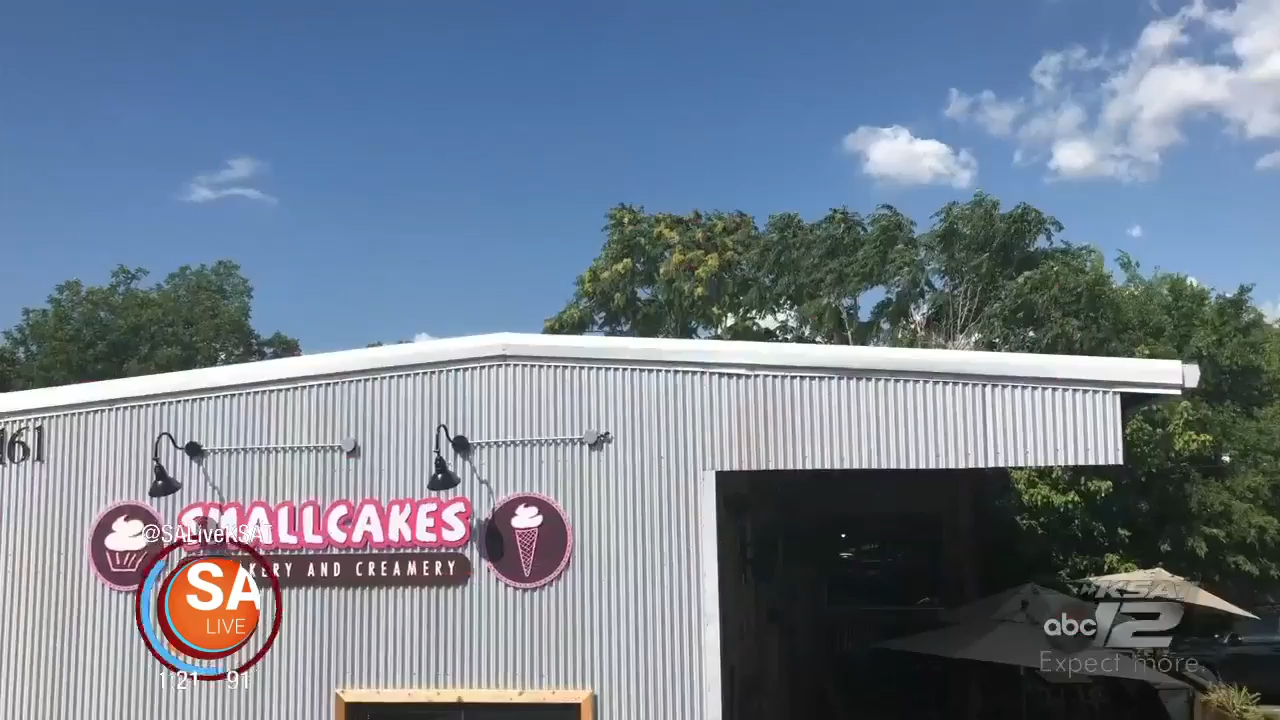 161
SMALLCAKES
@SALiveKSAT
KERY AND CREAMERY
SA
LIVE
KSAT
abc 12
Expect more.
1:21 91